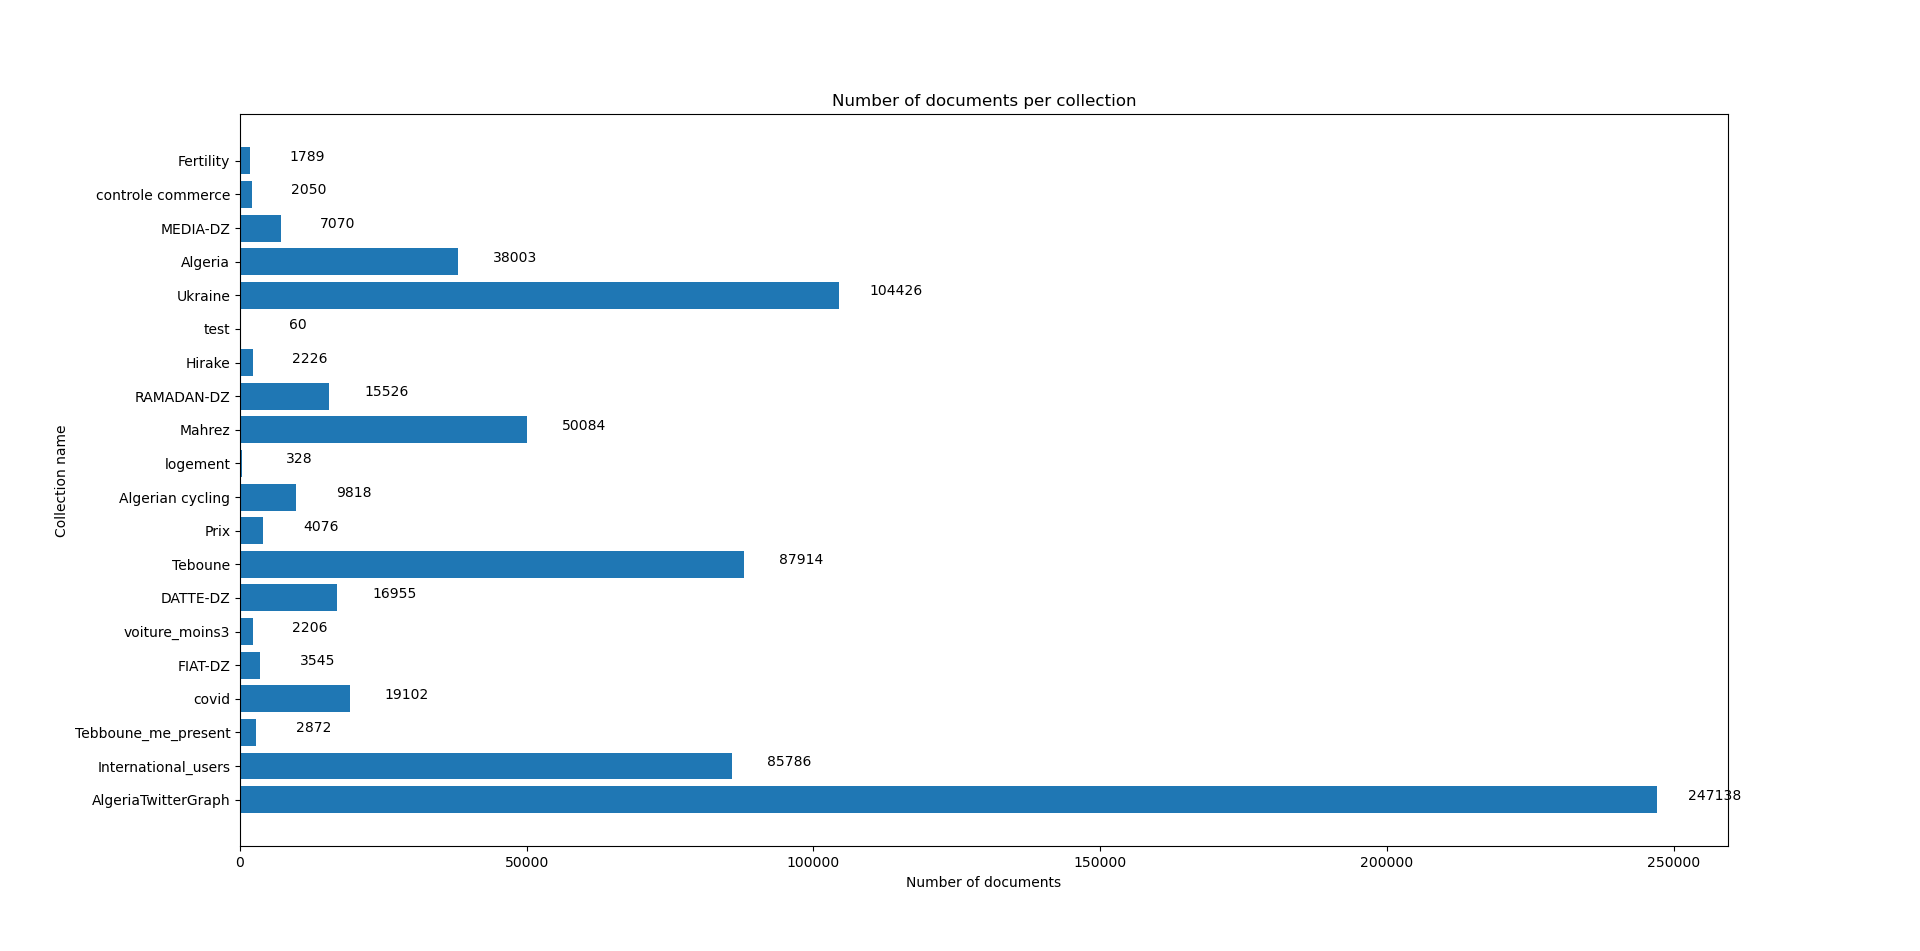 Number of documents per collection
Fertility 1789
controle commerce 2050
MEDIA-DZ 7070
Algeria 38003
Ukraine 104426
test 60
Hirake 2226
RAMADAN-DZ 15526
Mahrez 50084
logement 328
Algerian cycling 9818
Prix 4076
Teboune 87914
DATTE-DZ 16955
voiture_moins3 2206
FIAT-DZ 3545
covid 19102
Tebboune_me_present 2872
International_users 85786
AlgeriaTwitterGraph 247138
Collection name
0 50000 100000 150000 200000 250000
Number of documents